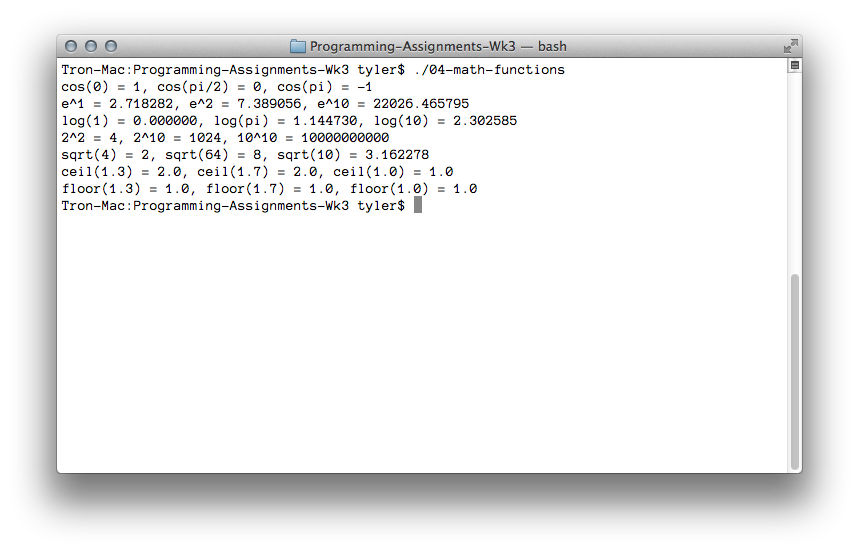 Programming-Assignments-Wk3 — bash
Tron-Mac:Programming-Assignments-Wk3 tyler$ ./04-math-functions
cos(0) = 1, cos(pi/2) = 0, cos(pi) = -1
e^1 = 2.718282, e^2 = 7.389056, e^10 = 22026.465795
log(1) = 0.000000, log(pi) = 1.144730, log(10) = 2.302585
2^2 = 4, 2^10 = 1024, 10^10 = 10000000000
sqrt(4) = 2, sqrt(64) = 8, sqrt(10) = 3.162278
ceil(1.3) = 2.0, ceil(1.7) = 2.0, ceil(1.0) = 1.0
floor(1.3) = 1.0, floor(1.7) = 1.0, floor(1.0) = 1.0
Tron-Mac:Programming-Assignments-Wk3 tyler$